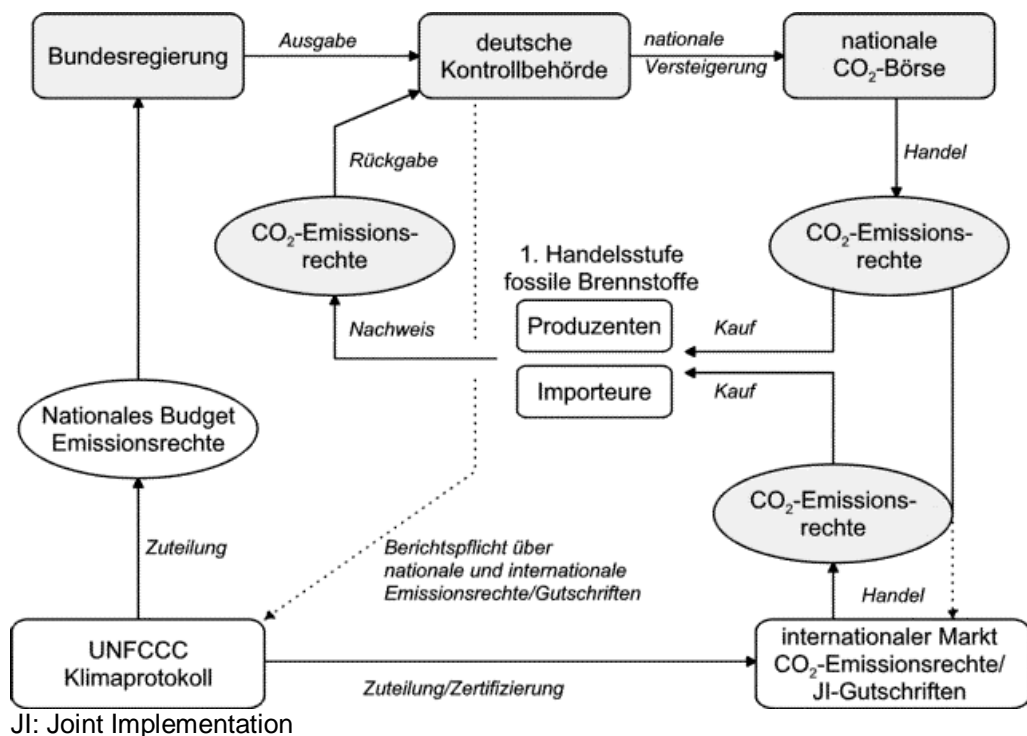 Bundesregierung
Ausgabe
deutsche
Kontrollbehörde
nationale
Versteigerung
nationale
CO₂-Börse
Rückgabe
Handel
CO₂-Emissions-
rechte
CO₂-Emissions-
rechte
1. Handelsstufe
fossile Brennstoffe
Nachweis
Produzenten
Kauf
Importeure
Kauf
Nationales Budget
Emissionsrechte
CO₂-Emissions-
rechte
Zuteilung
Berichtspflicht über
nationale und internationale
Emissionsrechte/Gutschriften
Handel
UNFCCC
Klimaprotokoll
Zuteilung/Zertifizierung
internationaler Markt
CO₂-Emissionsrechte/
JI-Gutschriften
JI: Joint Implementation